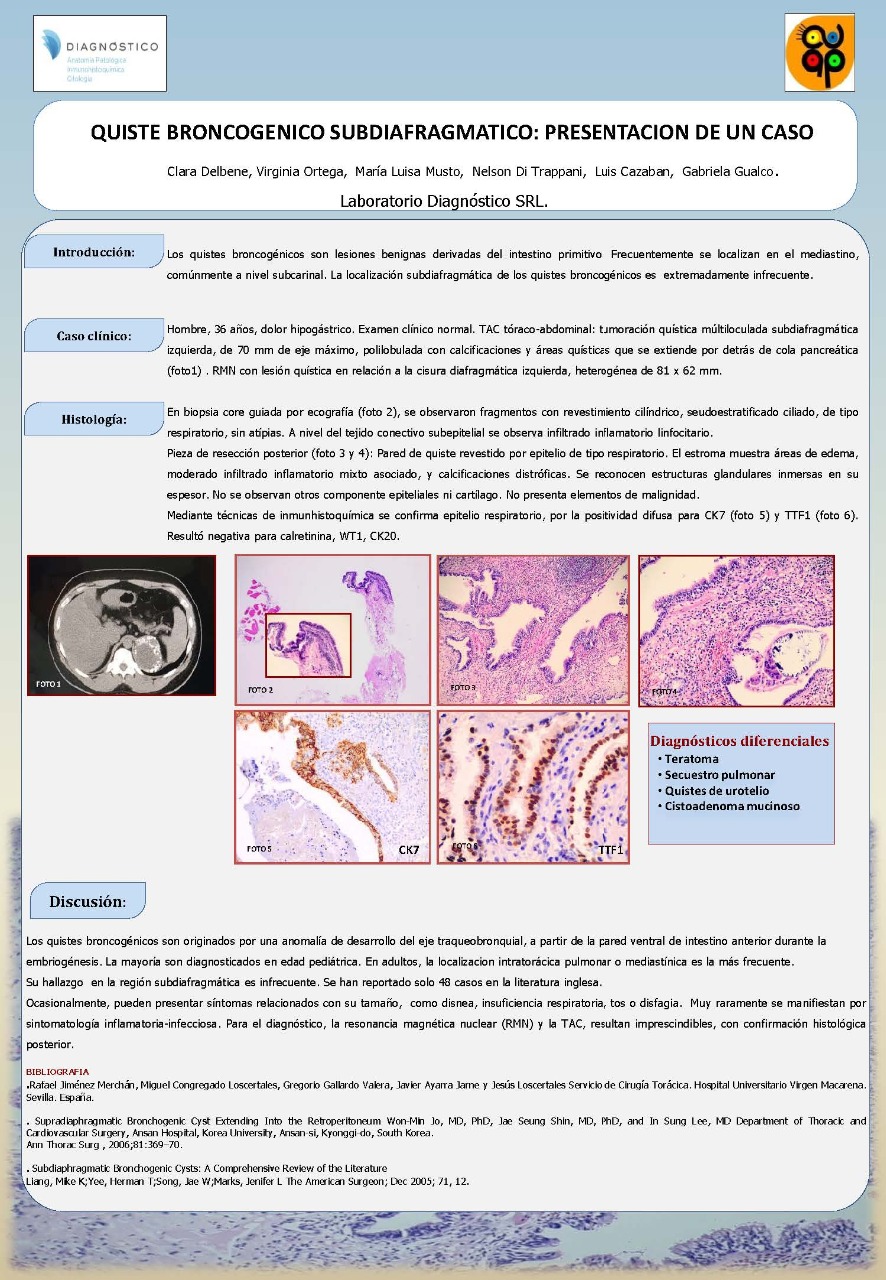 DIAGNÓSTICO
Anatomía Patológica
Inmunohistoquímica
Citología
QUISTE BRONCOGENICO SUBDIAFRAGMATICO: PRESENTACION DE UN CASO
Clara Delbene, Virginia Ortega, María Luisa Musto, Nelson Di Trappani, Luis Cazaban, Gabriela Gualco.
Laboratorio Diagnóstico SRL.
Introducción:
Los quistes broncogénicos son lesiones benignas derivadas del intestino primitivo Frecuentemente se localizan en el mediastino,
comúnmente a nivel subcarinal. La localización subdiafragmática de los quistes broncogénicos es extremadamente infrecuente.
Caso clínico:
Hombre, 36 años, dolor hipogástrico. Examen clínico normal. TAC tóraco-abdominal: tumoración quística múltiloculada subdiafragmática
izquierda, de 70 mm de eje máximo, polilobulada con calcificaciones y áreas quísticas que se extiende por detrás de cola pancreática
(foto1) . RMN con lesión quística en relación a la cisura diafragmática izquierda, heterogénea de 81 x 62 mm.
Histología:
En biopsia core guiada por ecografía (foto 2), se observaron fragmentos con revestimiento cilíndrico, seudoestratificado ciliado, de tipo
respiratorio, sin atípias. A nivel del tejido conectivo subepitelial se observa infiltrado inflamatorio linfocitario.
Pieza de resección posterior (foto 3 y 4): Pared de quiste revestido por epitelio de tipo respiratorio. El estroma muestra áreas de edema,
moderado infiltrado inflamatorio mixto asociado, y calcificaciones distróficas. Se reconocen estructuras glandulares inmersas en su
espesor. No se observan otros componente epiteliales ni cartílago. No presenta elementos de malignidad.
Mediante técnicas de inmunhistoquímica se confirma epitelio respiratorio, por la positividad difusa para CK7 (foto 5) y TTF1 (foto 6).
Resultó negativa para calretinina, WT1, CK20.
FOTO 1
FOTO 2
FOTO 3
FOTO 4
FOTO 5
CK7
FOTO 6
TTF1
Diagnósticos diferenciales
• Teratoma
• Secuestro pulmonar
• Quistes de urotelio
• Cistoadenoma mucinoso
Discusión:
Los quistes broncogénicos son originados por una anomalía de desarrollo del eje traqueobronquial, a partir de la pared ventral de intestino anterior durante la
embriogénesis. La mayoría son diagnosticados en edad pediátrica. En adultos, la localizacion intratorácica pulmonar o mediastínica es la más frecuente.
Su hallazgo en la región subdiafragmática es infrecuente. Se han reportado solo 48 casos en la literatura inglesa.
Ocasionalmente, pueden presentar síntomas relacionados con su tamaño, como disnea, insuficiencia respiratoria, tos o disfagia. Muy raramente se manifiestan por
sintomatología inflamatoria-infecciosa. Para el diagnóstico, la resonancia magnética nuclear (RMN) y la TAC, resultan imprescindibles, con confirmación histológica
posterior.
BIBLIOGRAFIA
.Rafael Jiménez Merchán, Miguel Congregado Loscertales, Gregorio Gallardo Valera, Javier Ayarra Jarne y Jesús Loscertales Servicio de Cirugía Torácica. Hospital Universitario Virgen Macarena.
Sevilla. España.
. Supradiaphragmatic Bronchogenic Cyst Extending Into the Retroperitoneum Won-Min Jo, MD, PhD, Jae Seung Shin, MD, PhD, and In Sung Lee, MD Department of Thoracic and
Cardiovascular Surgery, Ansan Hospital, Korea University, Ansan-si, Kyonggi-do, South Korea.
Ann Thorac Surg , 2006;81:369–70.
. Subdiaphragmatic Bronchogenic Cysts: A Comprehensive Review of the Literature
Liang, Mike K;Yee, Herman T;Song, Jae W;Marks, Jenifer L The American Surgeon; Dec 2005; 71, 12.